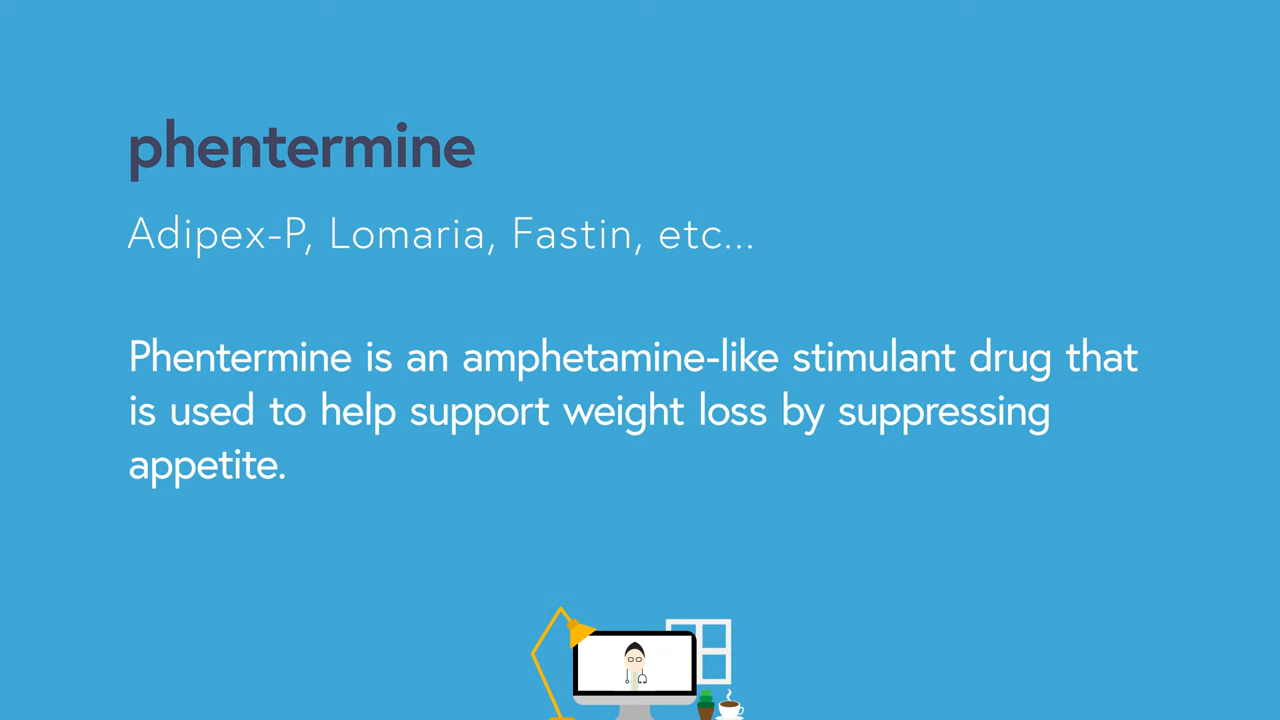 phentermine
Adipex-P, Lomaria, Fastin, etc...
Phentermine is an amphetamine-like stimulant drug that
is used to help support weight loss by suppressing
appetite.